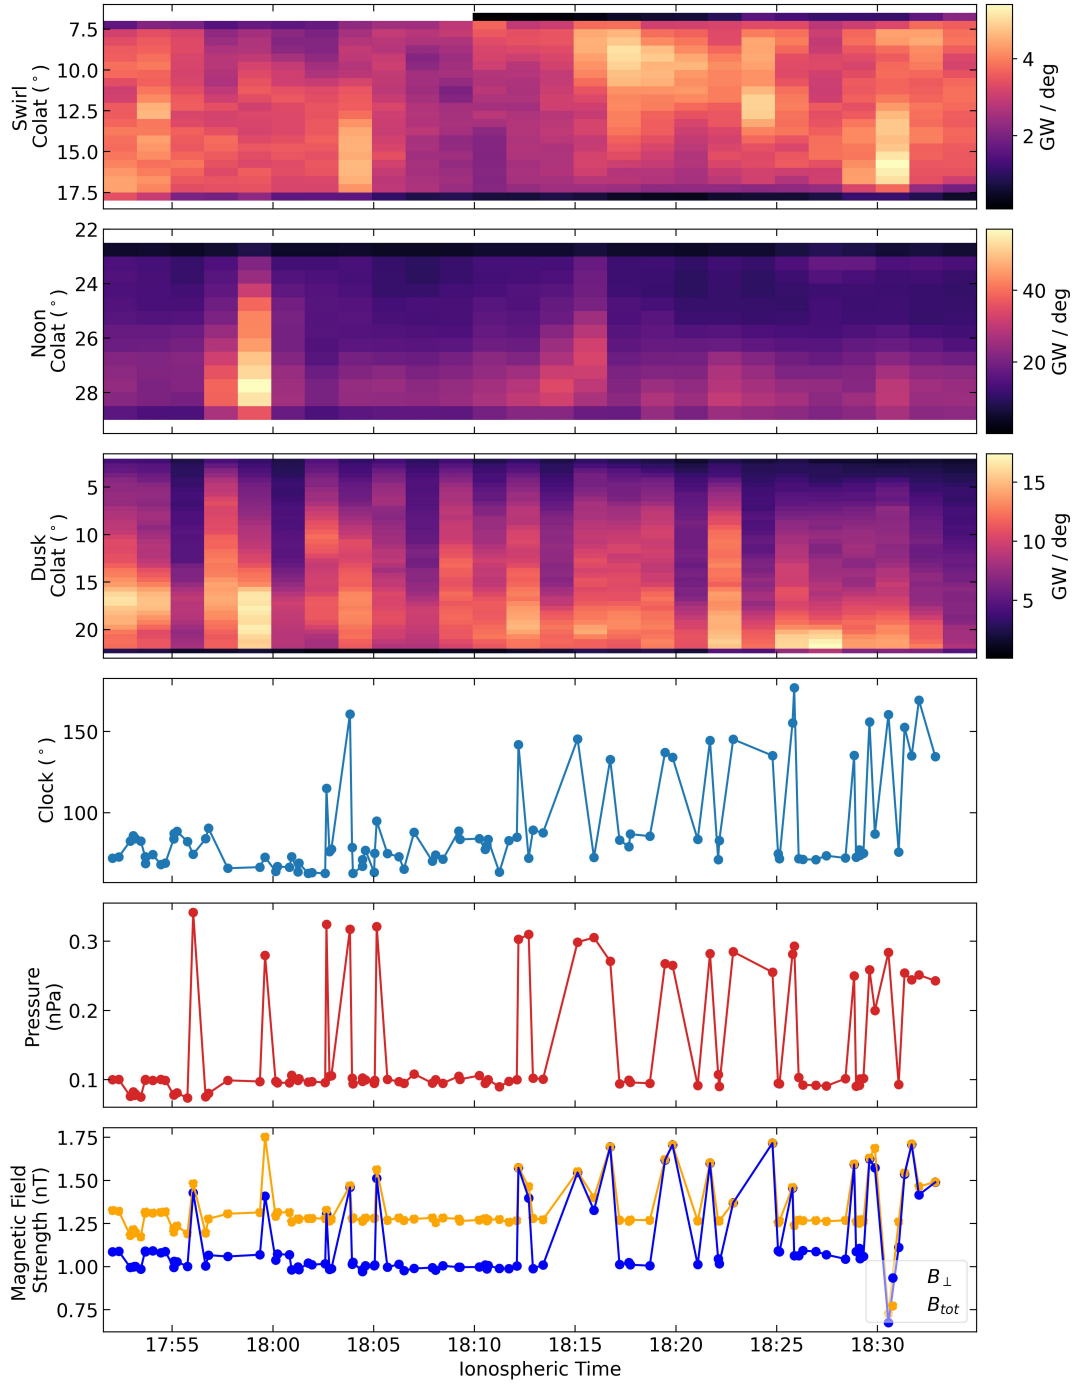 7.5
10.0
12.5
15.0
17.5
Swirl
Colat (°)
4
2
GW / deg
22
24
26
28
Noon
Colat (°)
40
20
GW / deg
5
10
15
20
Dusk
Colat (°)
15
10
5
GW / deg
150
100
Clock (°)
0.3
0.2
0.1
Pressure
(nPa)
1.75
1.50
1.25
1.00
0.75
Magnetic Field
Strength (nT)
B⊥
Btot
17:55 18:00 18:05 18:10 18:15 18:20 18:25 18:30
Ionospheric Time